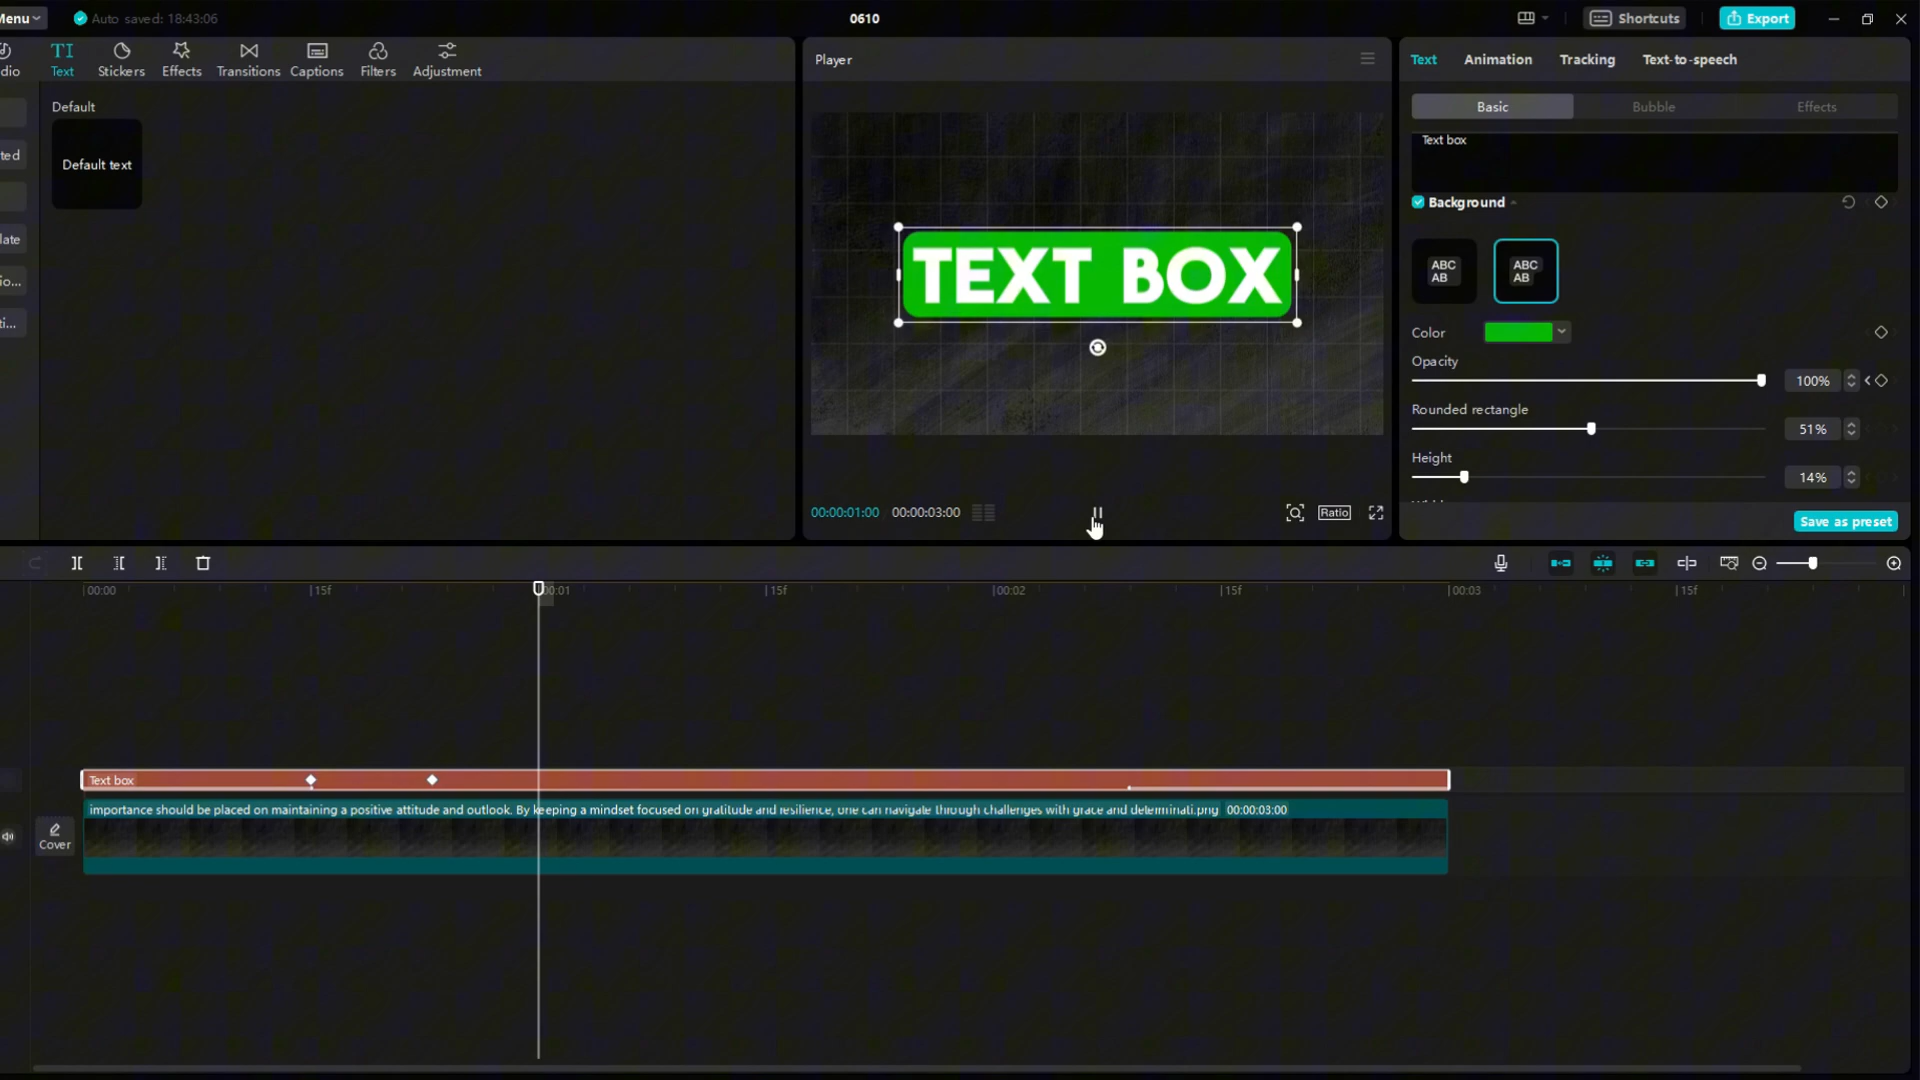 Menu
Auto saved: 18:43:06
0610
Shortcuts
Export
dio
TI
Text
Stickers
Effects
Transitions
Captions
Filters
Adjustment
ted
late
io...
ti...
Default
Default text
Player
TEXT BOX
00:00:01:00
00:00:03:00
Ratio
Text
Animation
Tracking
Text-to-speech
Basic
Bubble
Effects
Text box
Background
ABC
AB
ABC
AB
Color
Opacity
100%
Rounded rectangle
51%
Height
14%
Save as preset
00:00
15f
00:01
15f
00:02
15f
00:03
15f
Text box
importance should be placed on maintaining a positive attitude and outlook. By keeping a mindset focused on gratitude and resilience, one can navigate through challenges with grace and determinati.png 00:00:03:00
Cover